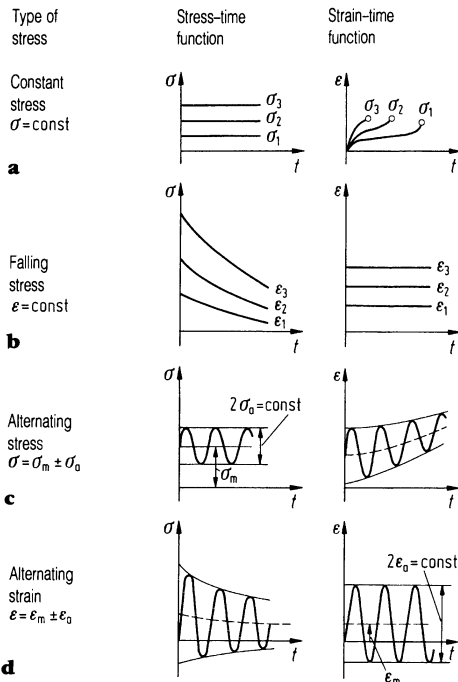 Type of stress
Stress–time function
Strain–time function
Constant stress
σ = const
a
σ
σ₃
σ₂
σ₁
t
ε
σ₃ σ₂ σ₁
t
Falling stress
ε = const
b
σ
ε₃
ε₂
ε₁
t
ε
ε₃
ε₂
ε₁
t
Alternating stress
σ = σₘ ± σₐ
c
σ
2σₐ = const
σₘ
t
ε
t
Alternating strain
ε = εₘ ± εₐ
d
σ
t
ε
2εₐ = const
t
εₘ